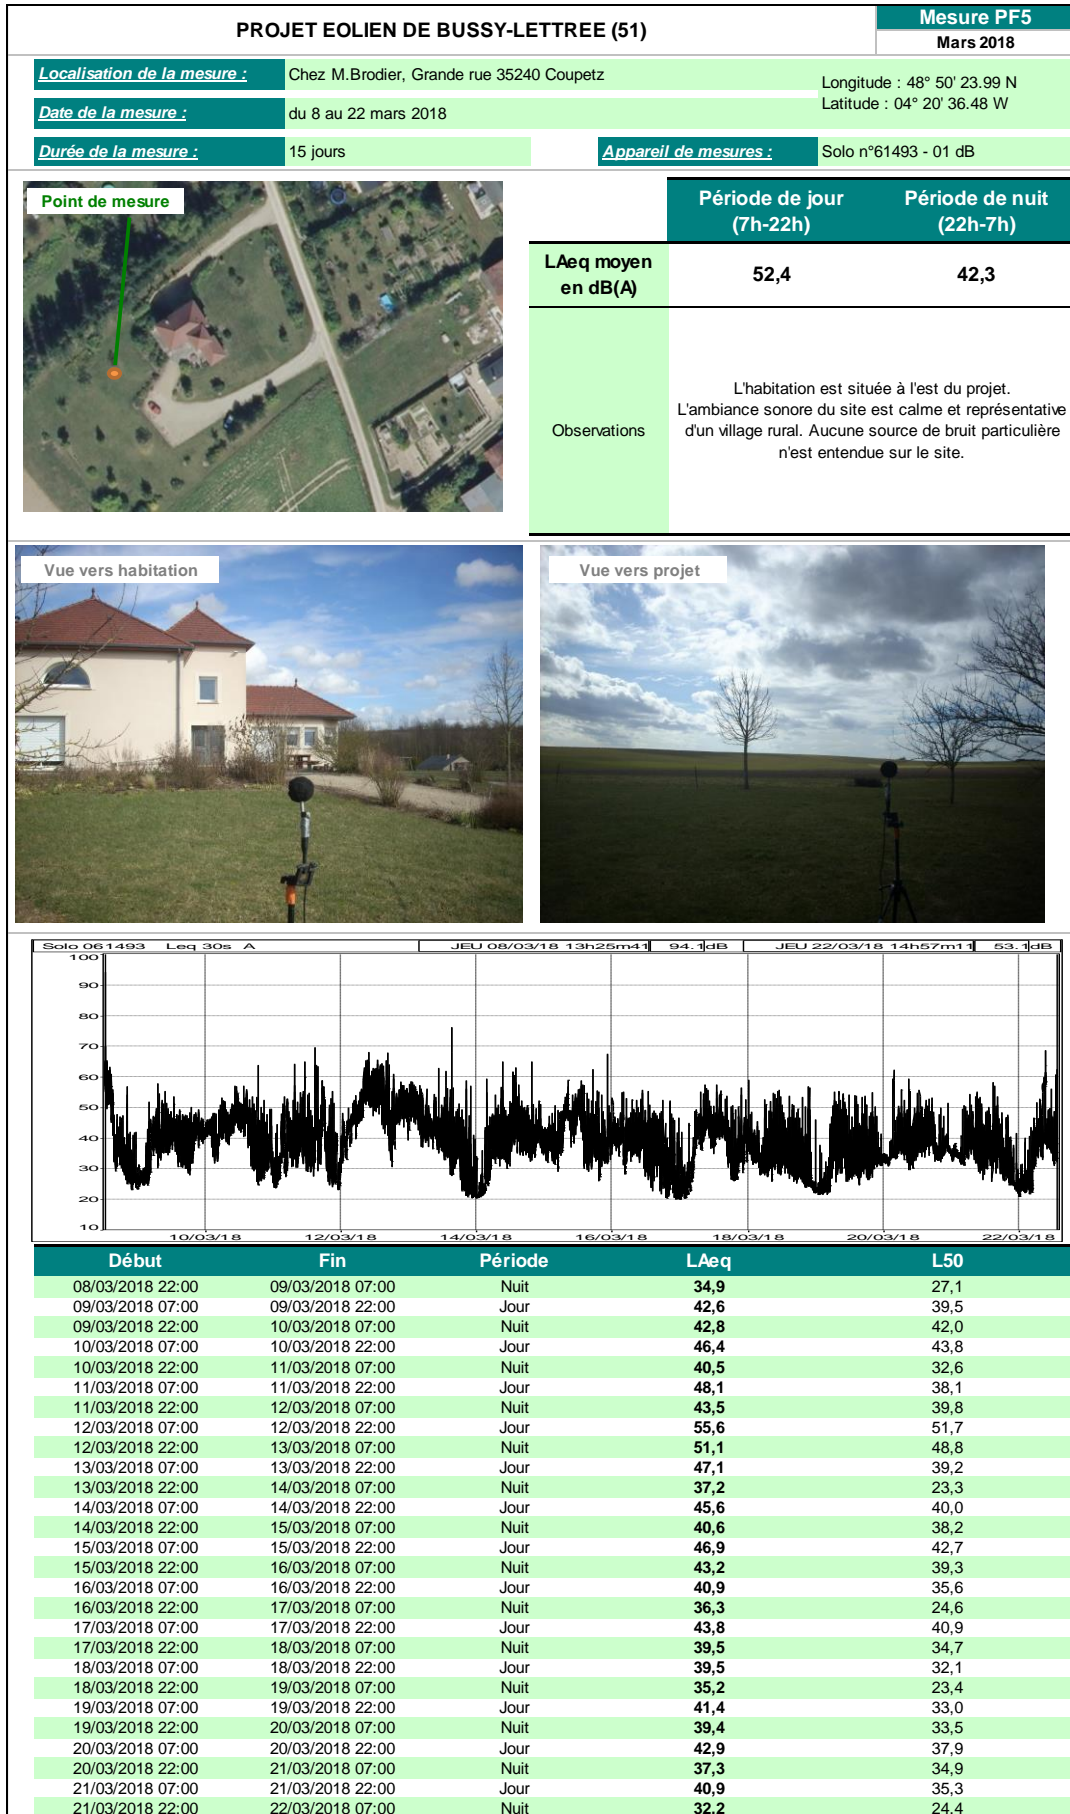 PROJET EOLIEN DE BUSSY-LETTREE (51)
Mesure PF5
Mars 2018
Localisation de la mesure :
Chez M.Brodier, Grande rue 35240 Coupetz
Longitude : 48° 50' 23.99 N
Latitude : 04° 20' 36.48 W
Date de la mesure :
du 8 au 22 mars 2018
Durée de la mesure :
15 jours
Appareil de mesures :
Solo n°61493 - 01 dB
Point de mesure
Période de jour (7h-22h)
Période de nuit (22h-7h)
LAeq moyen en dB(A)
52,4
42,3
Observations
L'habitation est située à l'est du projet.
L'ambiance sonore du site est calme et représentative
d'un village rural. Aucune source de bruit particulière
n'est entendue sur le site.
Vue vers habitation
Vue vers projet
Solo 061493 Leq 30s A JEU 08/03/18 13h25m41 94.1dB JEU 22/03/18 14h57m11 53.1dB
100
90
80
70
60
50
40
30
20
10
10/03/18 12/03/18 14/03/18 16/03/18 18/03/18 20/03/18 22/03/18
Début Fin Période LAeq L50
08/03/2018 22:00 09/03/2018 07:00 Nuit 34,9 27,1
09/03/2018 07:00 09/03/2018 22:00 Jour 42,6 39,5
09/03/2018 22:00 10/03/2018 07:00 Nuit 42,8 42,0
10/03/2018 07:00 10/03/2018 22:00 Jour 46,4 43,8
10/03/2018 22:00 11/03/2018 07:00 Nuit 40,5 32,6
11/03/2018 07:00 11/03/2018 22:00 Jour 48,1 38,1
11/03/2018 22:00 12/03/2018 07:00 Nuit 43,5 39,8
12/03/2018 07:00 12/03/2018 22:00 Jour 55,6 51,7
12/03/2018 22:00 13/03/2018 07:00 Nuit 51,1 48,8
13/03/2018 07:00 13/03/2018 22:00 Jour 47,1 39,2
13/03/2018 22:00 14/03/2018 07:00 Nuit 37,2 23,3
14/03/2018 07:00 14/03/2018 22:00 Jour 45,6 40,0
14/03/2018 22:00 15/03/2018 07:00 Nuit 40,6 38,2
15/03/2018 07:00 15/03/2018 22:00 Jour 46,9 42,7
15/03/2018 22:00 16/03/2018 07:00 Nuit 43,2 39,3
16/03/2018 07:00 16/03/2018 22:00 Jour 40,9 35,6
16/03/2018 22:00 17/03/2018 07:00 Nuit 36,3 24,6
17/03/2018 07:00 17/03/2018 22:00 Jour 43,8 40,9
17/03/2018 22:00 18/03/2018 07:00 Nuit 39,5 34,7
18/03/2018 07:00 18/03/2018 22:00 Jour 39,5 32,1
18/03/2018 22:00 19/03/2018 07:00 Nuit 35,2 23,4
19/03/2018 07:00 19/03/2018 22:00 Jour 41,4 33,0
19/03/2018 22:00 20/03/2018 07:00 Nuit 39,4 33,5
20/03/2018 07:00 20/03/2018 22:00 Jour 42,9 37,9
20/03/2018 22:00 21/03/2018 07:00 Nuit 37,3 34,9
21/03/2018 07:00 21/03/2018 22:00 Jour 40,9 35,3
21/03/2018 22:00 22/03/2018 07:00 Nuit 32,2 24,4